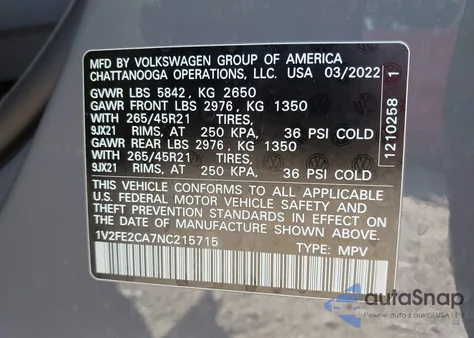 MFD BY VOLKSWAGEN GROUP OF AMERICA
CHATTANOOGA OPERATIONS, LLC. USA 03/2022
GVWR LBS 5842, KG 2650
GAWR FRONT LBS 2976, KG 1350
WITH 265/45R21 TIRES,
9JX21 RIMS, AT 250 KPA, 36 PSI COLD
GAWR REAR LBS 2976, KG 1350
WITH 265/45R21 TIRES,
9JX21 RIMS, AT 250 KPA, 36 PSI COLD
THIS VEHICLE CONFORMS TO ALL APPLICABLE
U.S. FEDERAL MOTOR VEHICLE SAFETY AND
THEFT PREVENTION STANDARDS IN EFFECT ON
THE DATE OF MANUFACTURE SHOWN ABOVE
1V2FE2CA7NC215715 TYPE: MPV
1210258 1
autoSnap
Pewne auto z dostawą